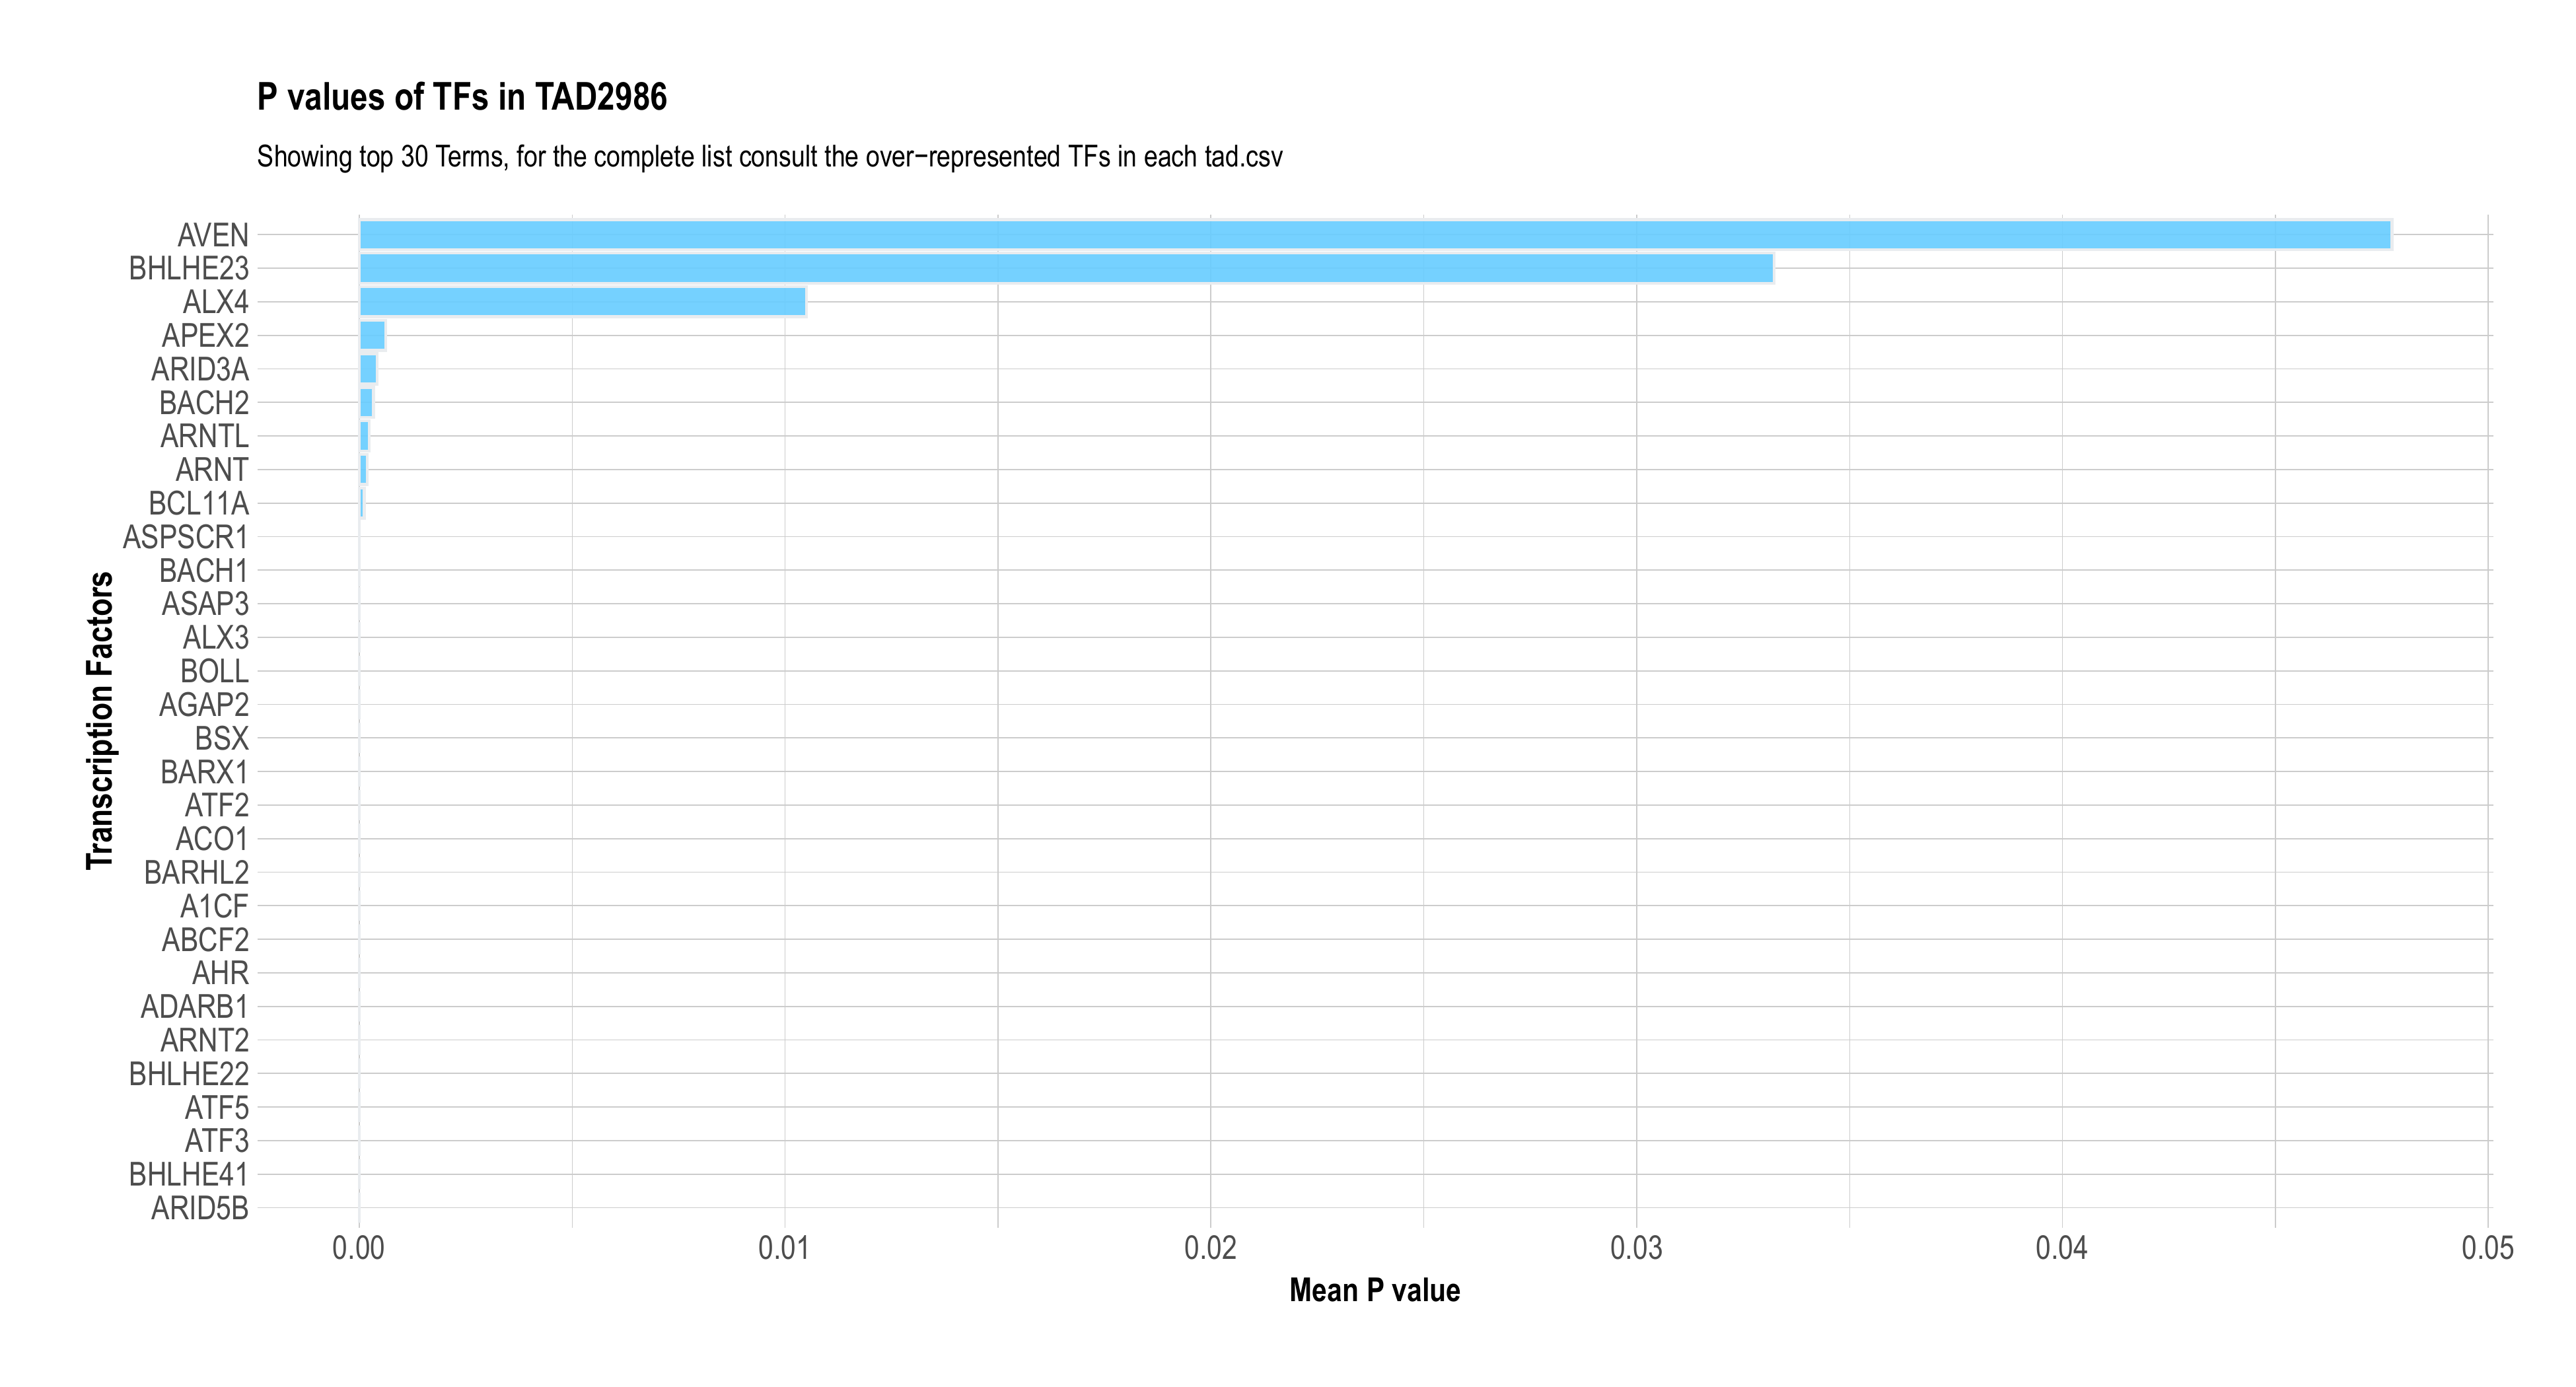 P values of TFs in TAD2986
Showing top 30 Terms, for the complete list consult the over−represented TFs in each tad.csv
Transcription Factors
AVEN
BHLHE23
ALX4
APEX2
ARID3A
BACH2
ARNTL
ARNT
BCL11A
ASPSCR1
BACH1
ASAP3
ALX3
BOLL
AGAP2
BSX
BARX1
ATF2
ACO1
BARHL2
A1CF
ABCF2
AHR
ADARB1
ARNT2
BHLHE22
ATF5
ATF3
BHLHE41
ARID5B
0.00 0.01 0.02 0.03 0.04 0.05
Mean P value